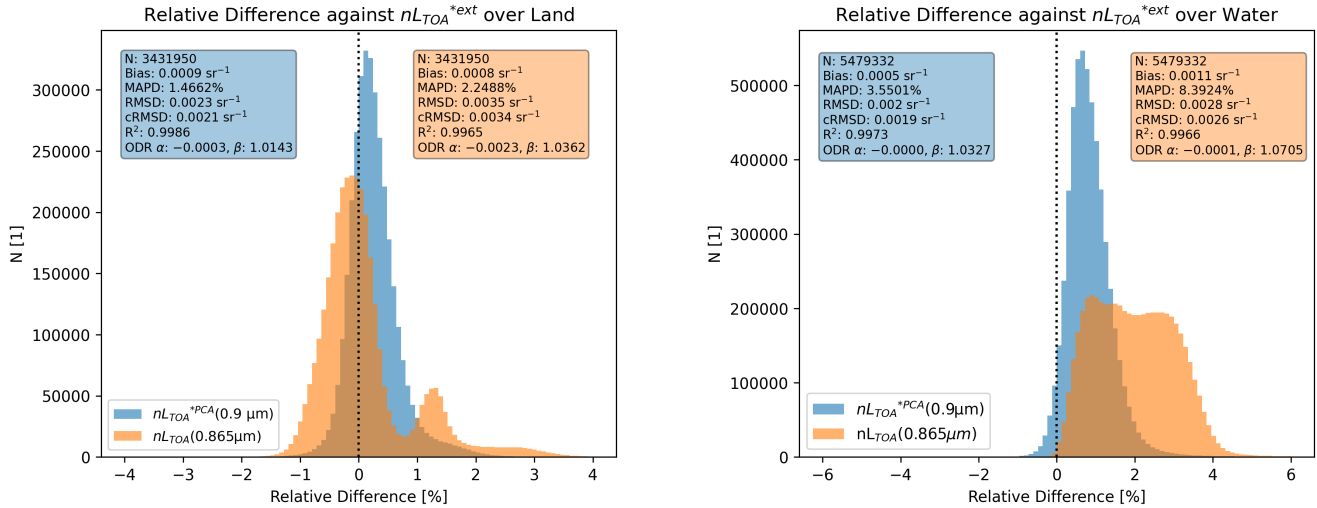 Relative Difference against nL_TOA^*ext over Land
N: 3431950
Bias: 0.0009 sr⁻¹
MAPD: 1.4662%
RMSD: 0.0023 sr⁻¹
cRMSD: 0.0021 sr⁻¹
R²: 0.9986
ODR α: −0.0003, β: 1.0143
N: 3431950
Bias: 0.0008 sr⁻¹
MAPD: 2.2488%
RMSD: 0.0035 sr⁻¹
cRMSD: 0.0034 sr⁻¹
R²: 0.9965
ODR α: −0.0023, β: 1.0362
300000
250000
200000
150000
100000
50000
0
N [1]
nL_TOA^*PCA(0.9 μm)
nL_TOA(0.865μm)
−4 −3 −2 −1 0 1 2 3 4
Relative Difference [%]
Relative Difference against nL_TOA^*ext over Water
N: 5479332
Bias: 0.0005 sr⁻¹
MAPD: 3.5501%
RMSD: 0.002 sr⁻¹
cRMSD: 0.0019 sr⁻¹
R²: 0.9973
ODR α: −0.0000, β: 1.0327
N: 5479332
Bias: 0.0011 sr⁻¹
MAPD: 8.3924%
RMSD: 0.0028 sr⁻¹
cRMSD: 0.0026 sr⁻¹
R²: 0.9966
ODR α: −0.0001, β: 1.0705
500000
400000
300000
200000
100000
0
N [1]
nL_TOA^*PCA(0.9μm)
nL_TOA(0.865μm)
−6 −4 −2 0 2 4 6
Relative Difference [%]